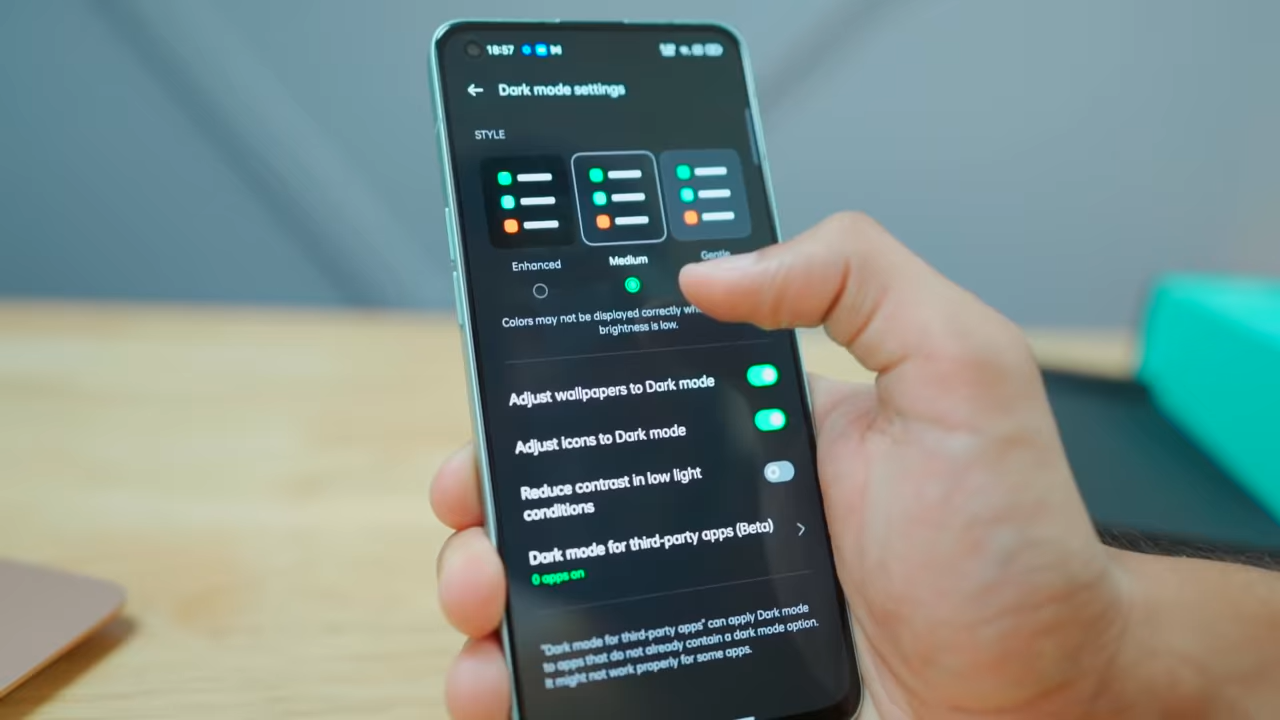 18:57
Dark mode settings
STYLE
Enhanced
Medium
Gentle
Colors may not be displayed correctly
brightness is low.
Adjust wallpapers to Dark mode
Adjust icons to Dark mode
Reduce contrast in low light
conditions
Dark mode for third-party apps (Beta)
0 apps on
"Dark mode for third-party apps" can apply Dark mode
to apps that do not already contain a dark mode option.
It might not work properly for some apps.